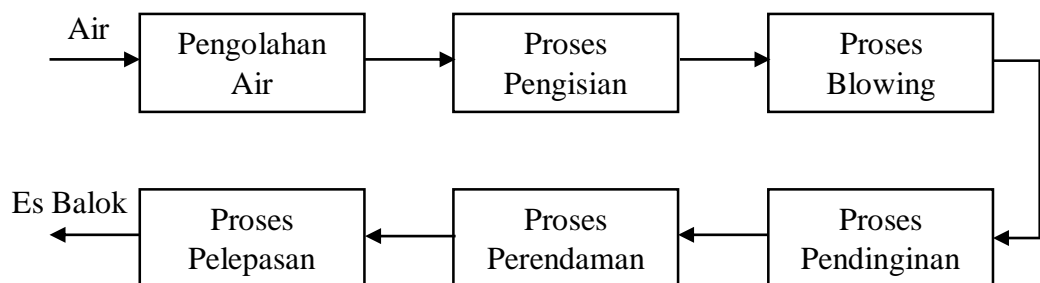 Air
Pengolahan
Air
Proses
Pengisian
Proses
Blowing
Es Balok
Proses
Pelepasan
Proses
Perendaman
Proses
Pendinginan